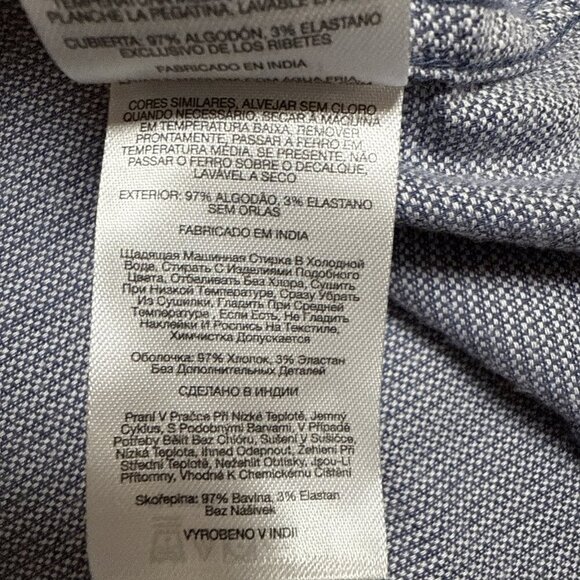 PLANCHE LA PEGATINA, LAVABLE
CUBIERTA: 97% ALGODÓN, 3% ELASTANO
EXCLUSIVO DE LOS RIBETES
FABRICADO EN INDIA
CORES SIMILARES, ALVEJAR SEM CLORO
QUANDO NECESSÁRIO, SECAR À MÁQUINA
EM TEMPERATURA BAIXA, REMOVER
PRONTAMENTE, PASSAR A FERRO EM
TEMPERATURA MÉDIA, SE PRESENTE, NÃO
PASSAR O FERRO SOBRE O DECALQUE,
LAVÁVEL A SECO
EXTERIOR: 97% ALGODÃO, 3% ELASTANO
SEM ORLAS
FABRICADO EM INDIA
Щадящая Машинная Стирка В Холодной
Воде, Стирать С Изделиями Подобного
Цвета, Отбаливать Без Хлора, Сушить
При Низкой Температуре, Сразу Убрать
Из Сушилки, Гладить При Средней
Температуре , Если Есть, Не Гладить
Наклейки И Роспись На Текстиле,
Химчистка Допускается
Оболочка: 97% Хлопок, 3% Эластан
Без Дополнительных Деталей
СДЕЛАНО В ИНДИИ
Praní V Pračce Při Nízké Teplotě, Jemný
Cyklus, S Podobnými Barvami, V Případě
Potřeby Bělit Bez Chlóru, Sušení V Sušičce,
Nízká Teplota, Ihned Odepnout, Žehlení Při
Střední Teplotě, Nežehlit Obtisky, Jsou-Li
Přítomny, Vhodná K Chemickému Čištění
Skořepina: 97% Bavlna, 3% Elastan
Bez Nášivek
VYROBENO V INDII